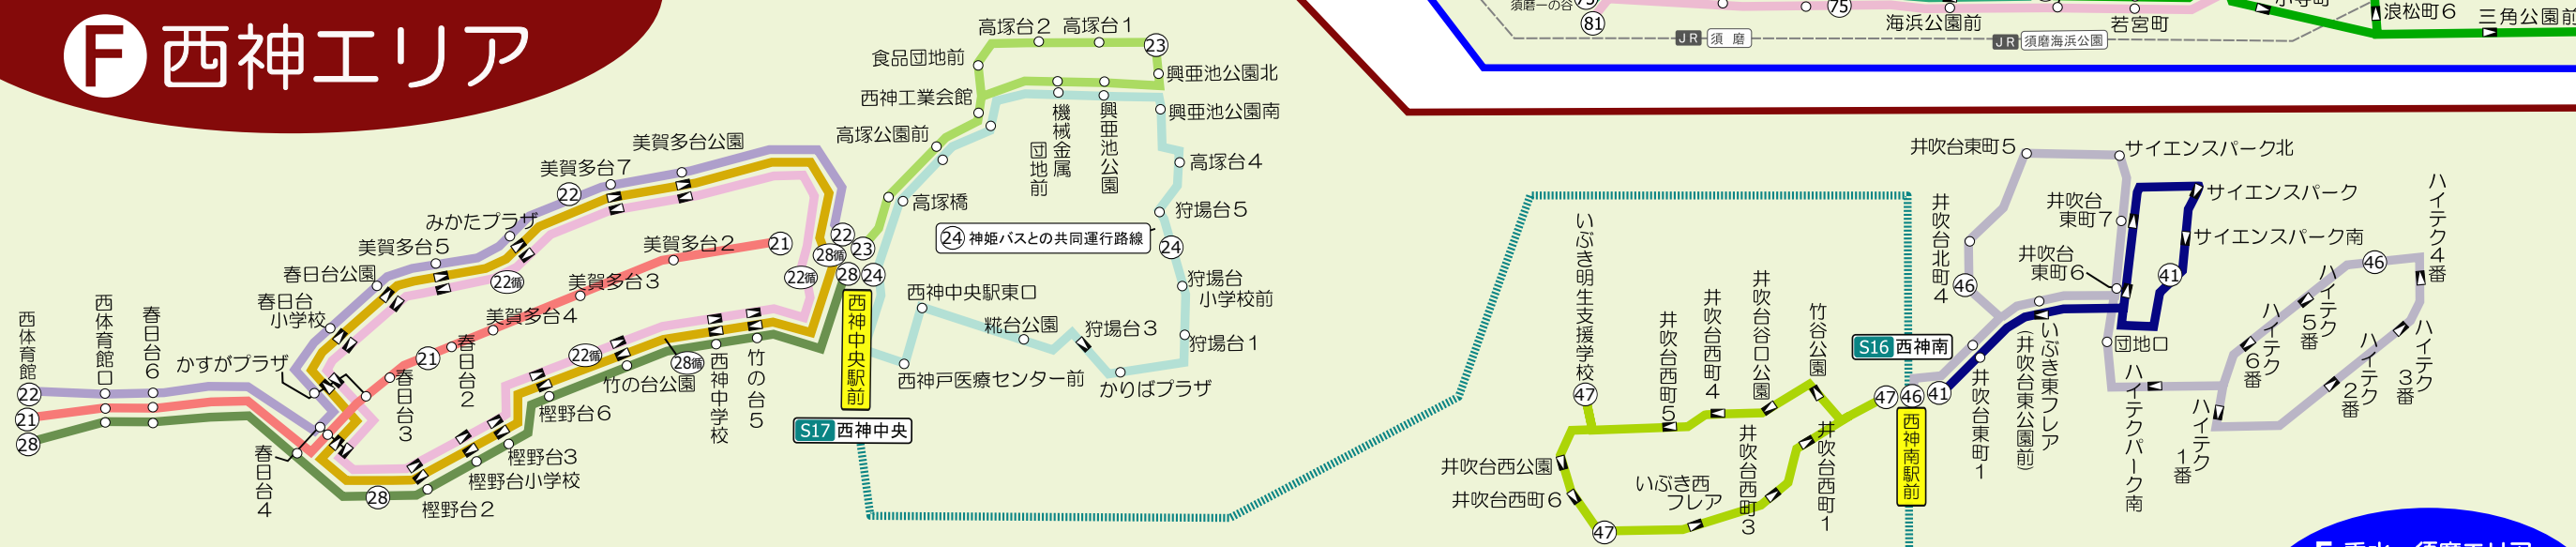 F 西神エリア
高塚台2
高塚台1
23
食品団地前
興亜池公園北
西神工業会館
興亜池公園南
高塚公園前
機械金属
団地前
興亜池公園
高塚台4
高塚橋
狩場台5
24 神姫バスとの共同運行路線
24
狩場台
小学校前
狩場台1
狩場台3
糀台公園
西神中央駅東口
西神戸医療センター前
かりばプラザ
美賀多台公園
美賀多台7
22
みかたプラザ
美賀多台5
春日台公園
春日台
小学校
22循
美賀多台2
21
美賀多台3
美賀多台4
22
23
28循
28
24
22循
西神中央駅前
S17 西神中央
西体育館
西体育館口
春日台6
かすがプラザ
22
21
28
21
春日台2
春日台3
春日台4
28
22循
28循
竹の台公園
西神中学校
竹の台5
樫野台6
樫野台3
樫野台小学校
樫野台2
須磨一の谷
75
81
75
海浜公園前
若宮町
浪松町6
三角公園前
JR 須磨
JR 須磨海浜公園
いぶき明生支援学校
47
井吹台西町5
井吹台西町4
井吹台谷口公園
竹谷公園
井吹台西公園
井吹台西町6
47
いぶき西
フレア
井吹台西町3
井吹台西町1
S16 西神南
47
46
41
西神南駅前
井吹台東町5
サイエンスパーク北
井吹台北町4
46
井吹台
東町7
サイエンスパーク
サイエンスパーク南
井吹台
東町6
41
井吹台東町1
いぶき東フレア
(井吹台東公園前)
団地口
ハイテクパーク南
ハイテク
1番
ハイテク
2番
ハイテク
3番
ハイテク4番
46
ハイテク
5番
ハイテク
6番